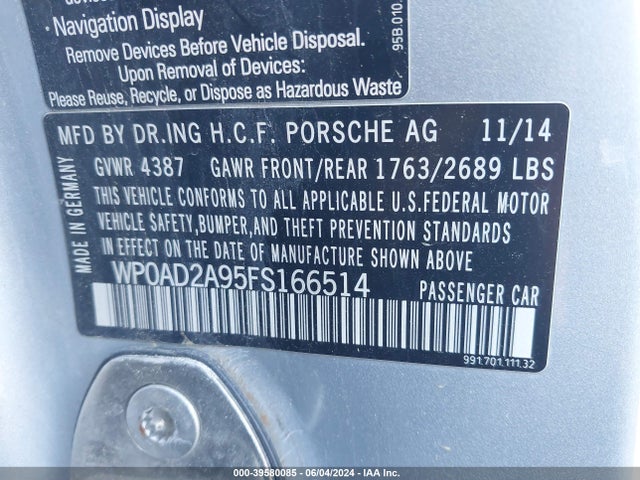 · Navigation Display
Remove Devices Before Vehicle Disposal.
Upon Removal of Devices:
Please Reuse, Recycle, or Dispose as Hazardous Waste
95B.010.
MFD BY DR.ING H.C.F. PORSCHE AG 11/14
GVWR 4387 GAWR FRONT/REAR 1763/2689 LBS
THIS VEHICLE CONFORMS TO ALL APPLICABLE U.S.FEDERAL MOTOR
VEHICLE SAFETY,BUMPER,AND THEFT PREVENTION STANDARDS
IN EFFECT ON THE DATE OF MANUFACTURE SHOWN ABOVE
MADE IN GERMANY
WP0AD2A95FS166514 PASSENGER CAR
991.701.111.32
000-39580085 - 06/04/2024 - IAA Inc.